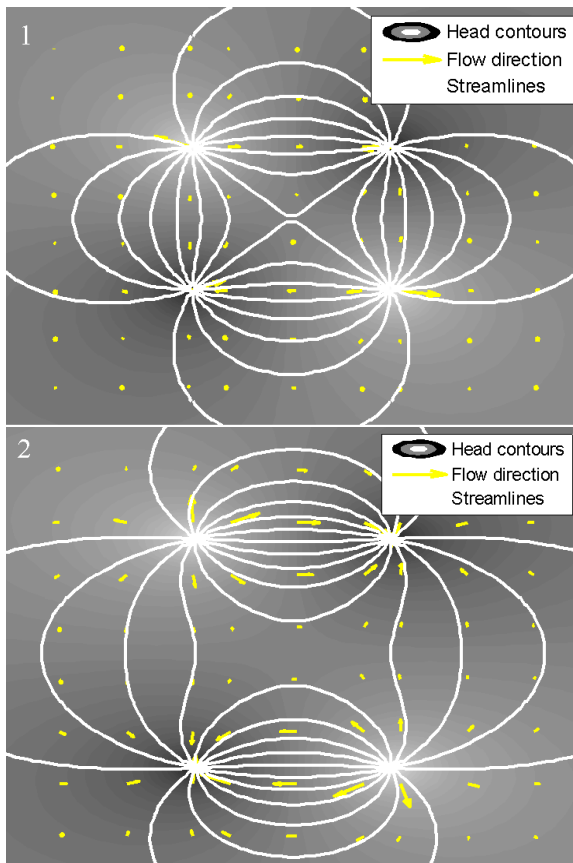 1
Head contours
Flow direction
Streamlines
2
Head contours
Flow direction
Streamlines